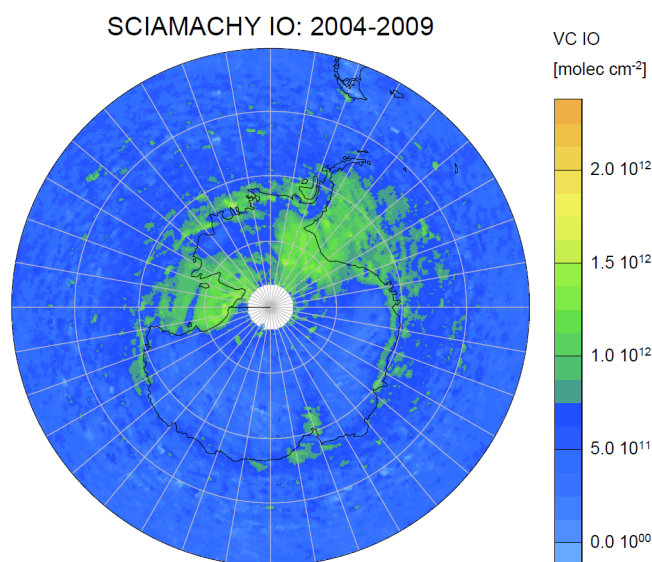 SCIAMACHY IO: 2004-2009
VC IO
[molec cm⁻²]
2.0 10¹²
1.5 10¹²
1.0 10¹²
5.0 10¹¹
0.0 10⁰⁰